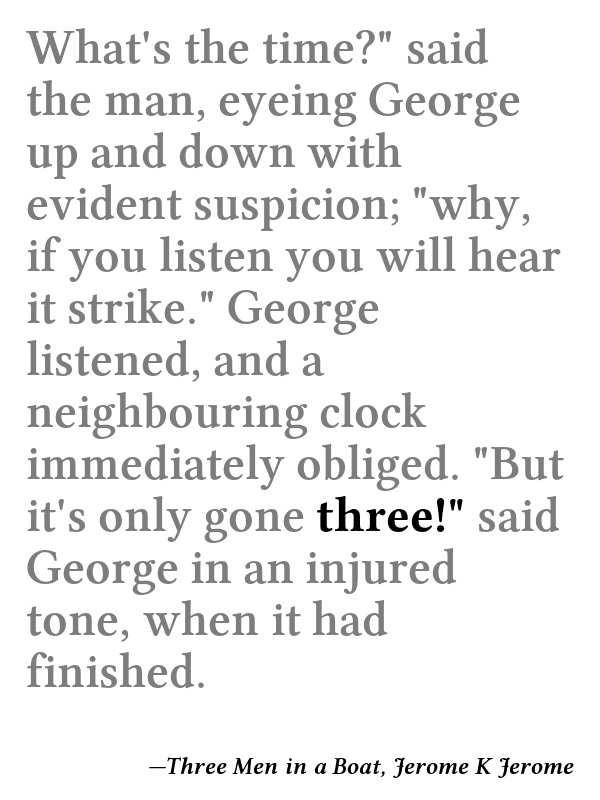 What's the time?" said
the man, eyeing George
up and down with
evident suspicion; "why,
if you listen you will hear
it strike." George
listened, and a
neighbouring clock
immediately obliged. "But
it's only gone three!" said
George in an injured
tone, when it had
finished.
—Three Men in a Boat, Jerome K Jerome